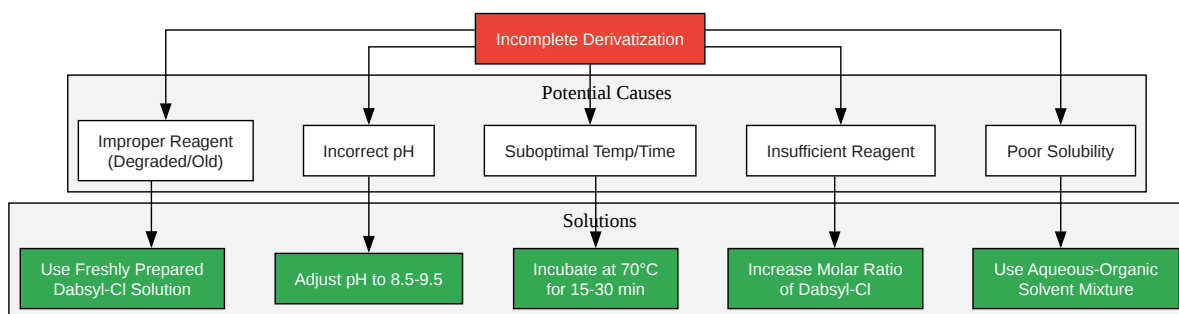 Incomplete Derivatization
Potential Causes
Improper Reagent
(Degraded/Old)
Incorrect pH
Suboptimal Temp/Time
Insufficient Reagent
Poor Solubility
Solutions
Use Freshly Prepared
Dabsyl-Cl Solution
Adjust pH to 8.5-9.5
Incubate at 70°C
for 15-30 min
Increase Molar Ratio
of Dabsyl-Cl
Use Aqueous-Organic
Solvent Mixture